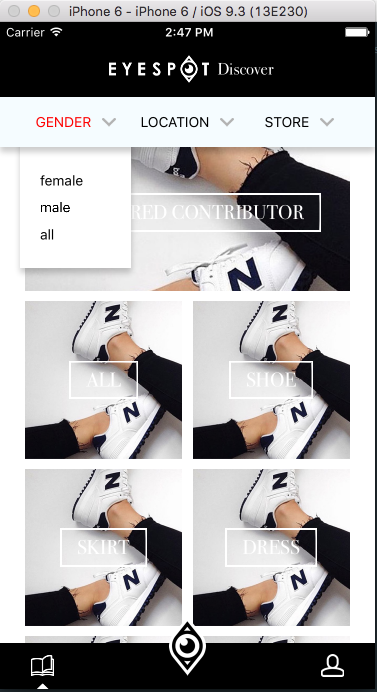 iPhone 6 - iPhone 6 / iOS 9.3 (13E230)
Carrier 2:47 PM
EYESPOT Discover
GENDER LOCATION STORE
female
male
all
RED CONTRIBUTOR
N
N
ALL SHOE
N N
N N
SKIRT DRESS
N N